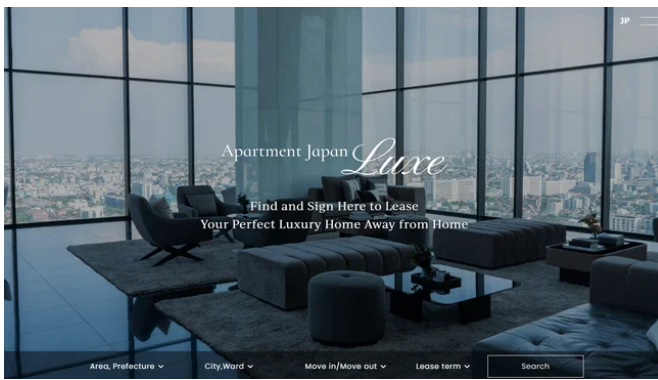 JP
Apartment Japan Luxe
Find and Sign Here to Lease
Your Perfect Luxury Home Away from Home
Area, Prefecture
City,Ward
Move in/Move out
Lease term
Search